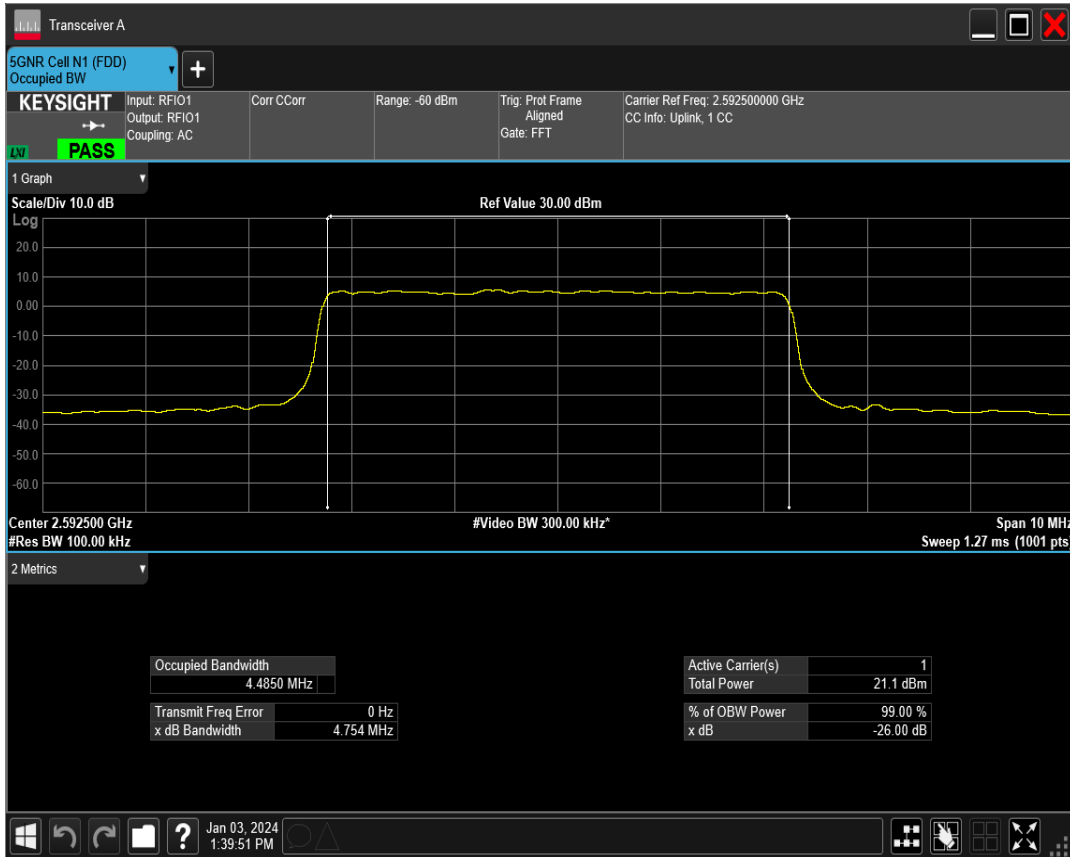 Transceiver A
5GNR Cell N1 (FDD)
Occupied BW
+
KEYSIGHT
LXI
PASS
Input: RFIO1
Output: RFIO1
Coupling: AC
Corr CCorr
Range: -60 dBm
Trig: Prot Frame
Aligned
Gate: FFT
Carrier Ref Freq: 2.592500000 GHz
CC Info: Uplink, 1 CC
1 Graph
Scale/Div 10.0 dB
Ref Value 30.00 dBm
Log
20.0
10.0
0.00
-10.0
-20.0
-30.0
-40.0
-50.0
-60.0
Center 2.592500 GHz
#Video BW 300.00 kHz*
Span 10 MHz
#Res BW 100.00 kHz
Sweep 1.27 ms (1001 pts)
2 Metrics
Occupied Bandwidth
4.4850 MHz
Transmit Freq Error 0 Hz
x dB Bandwidth 4.754 MHz
Active Carrier(s) 1
Total Power 21.1 dBm
% of OBW Power 99.00 %
x dB -26.00 dB
?
Jan 03, 2024
1:39:51 PM